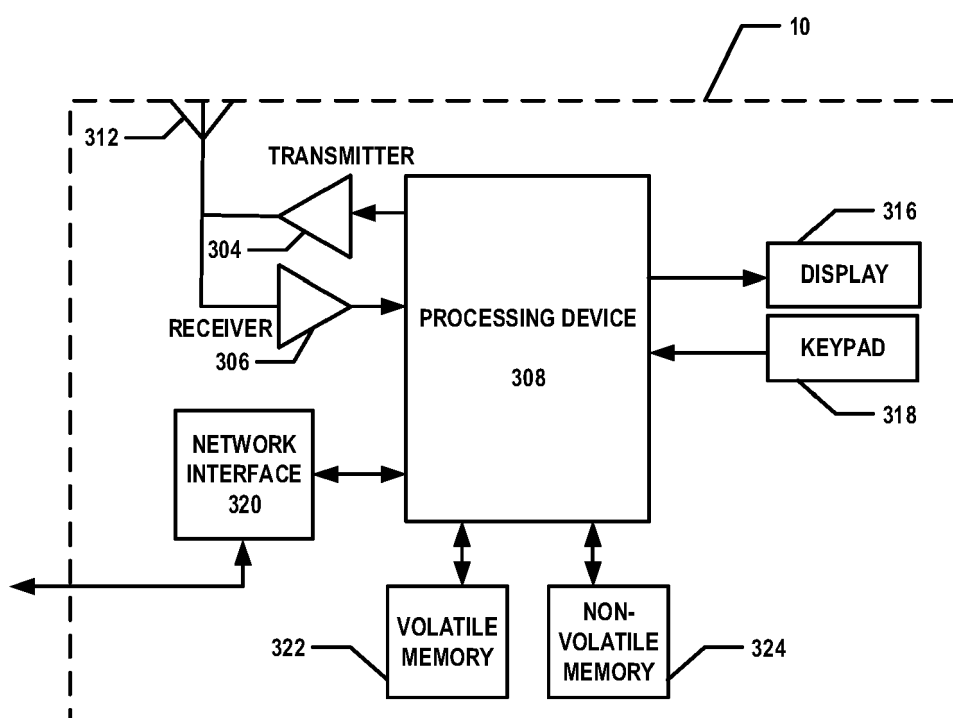 10
312
TRANSMITTER
304
RECEIVER
306
PROCESSING DEVICE
308
316
DISPLAY
KEYPAD
318
NETWORK
INTERFACE
320
VOLATILE
MEMORY
322
NON-
VOLATILE
MEMORY
324